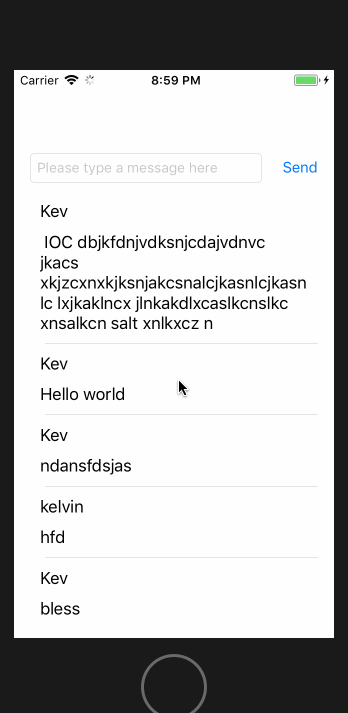 Carrier 8:59 PM
Please type a message here Send
Kev
IOC dbjkfdnjvdksnjcdajvdnvc
jkacs
xkjzcxnxkjksnjakcsnalcjkasnlcjkasn
lc lxjkaklncx jlnkakdlxcaslkcnslkc
xnsalkcn salt xnlkxcz n
Kev
Hello world
Kev
ndansfdsjas
kelvin
hfd
Kev
bless